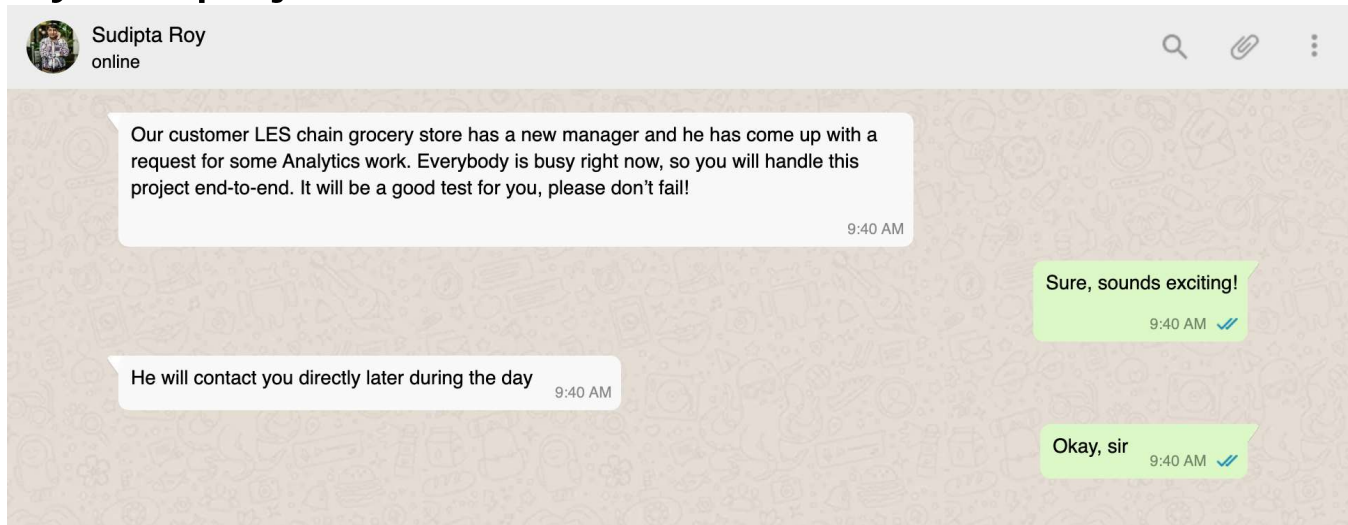 Sudipta Roy
online
Our customer LES chain grocery store has a new manager and he has come up with a
request for some Analytics work. Everybody is busy right now, so you will handle this
project end-to-end. It will be a good test for you, please don’t fail!
9:40 AM
Sure, sounds exciting!
9:40 AM
He will contact you directly later during the day
9:40 AM
Okay, sir
9:40 AM